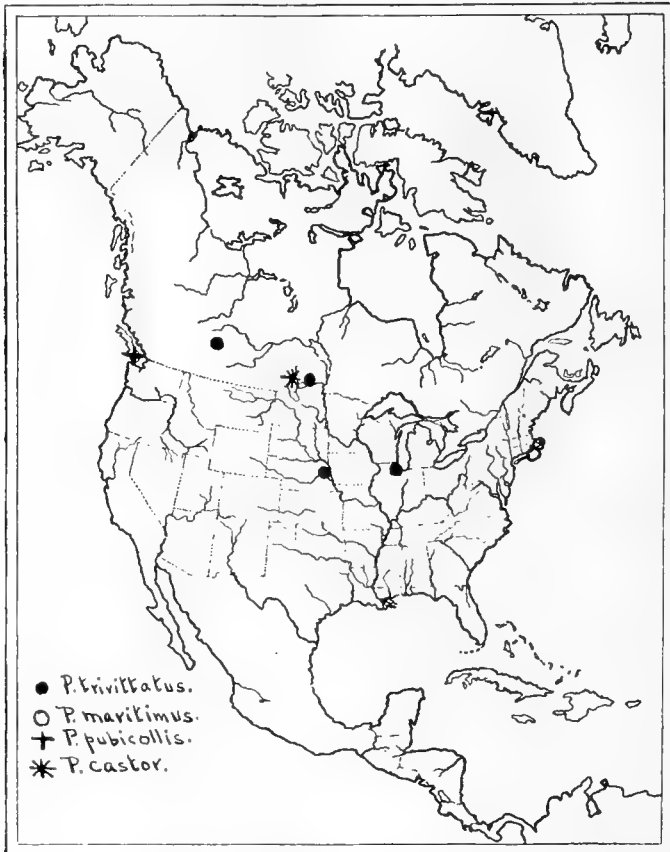 P. trivittatus.
P. maritimus.
P. pubicollis.
P. castor.